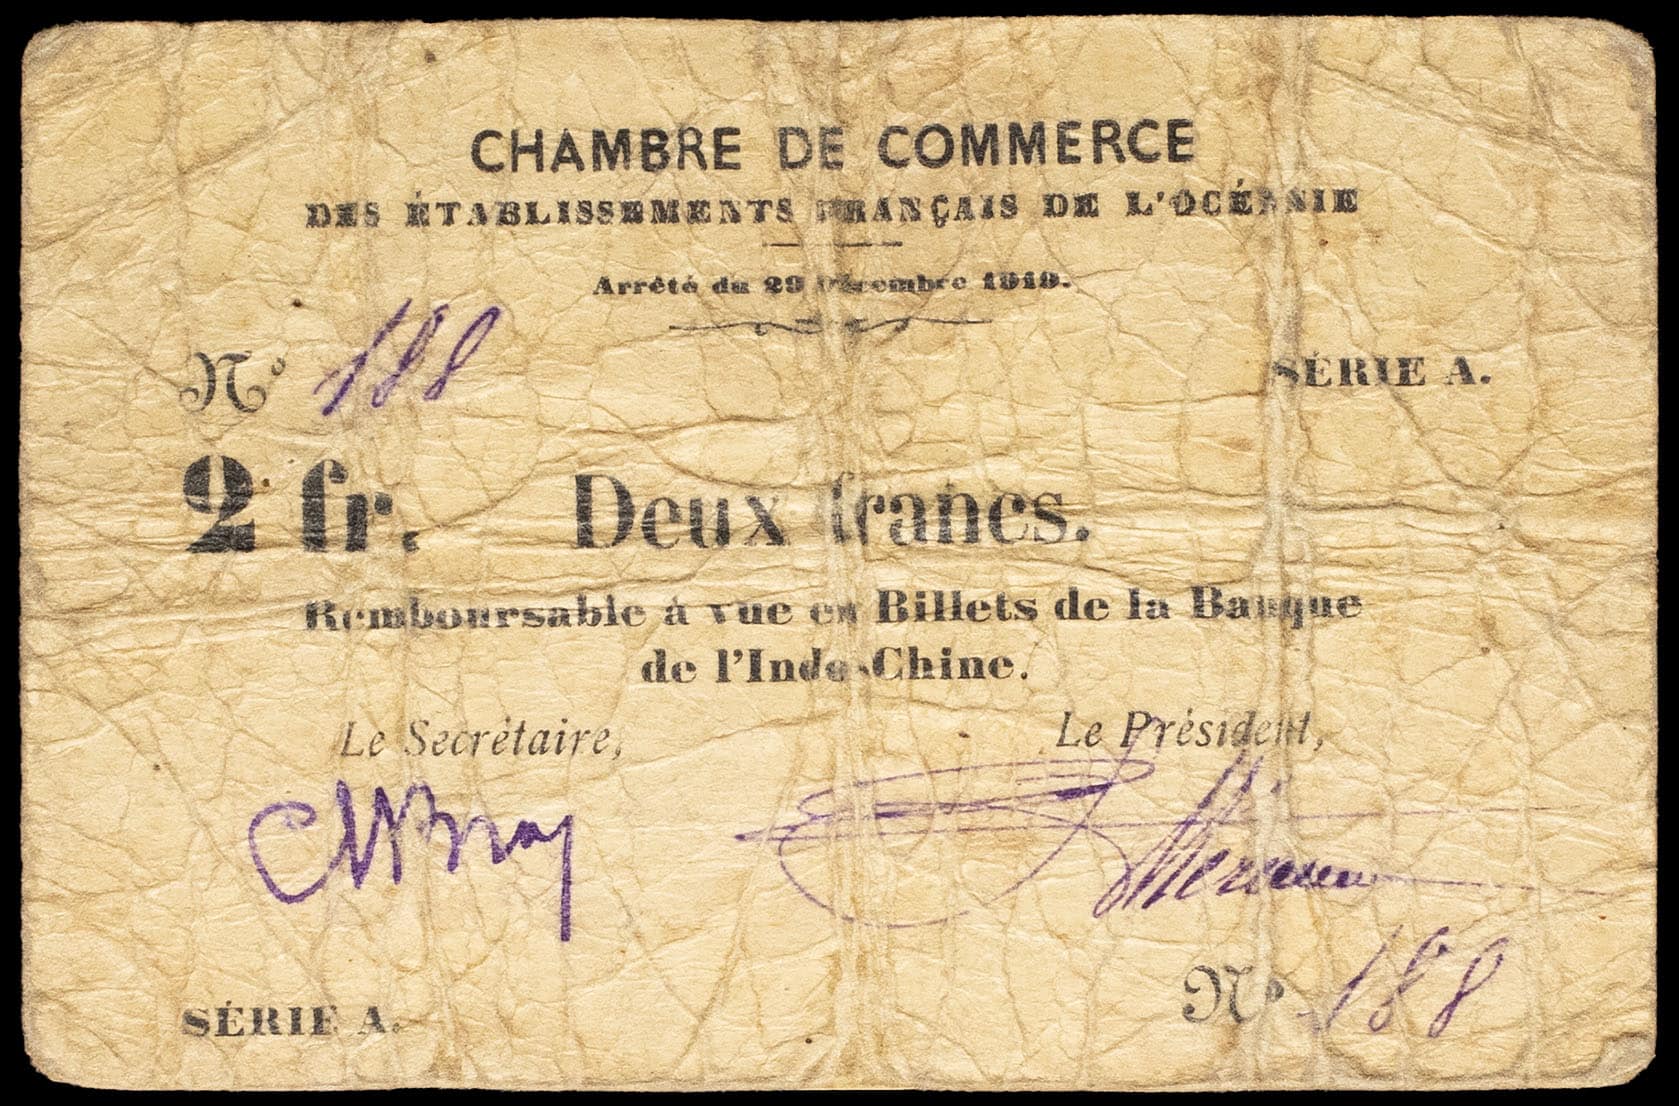 CHAMBRE DE COMMERCE
DES ÉTABLISSEMENTS FRANÇAIS DE L'OCÉANIE
Arrêté du 29 Décembre 1919.
N° 188
SÉRIE A.
2 fr. Deux francs.
Remboursable à vue en Billets de la Banque
de l'Indo-Chine.
Le Secrétaire,
Le Président,
SÉRIE A.
N° 188